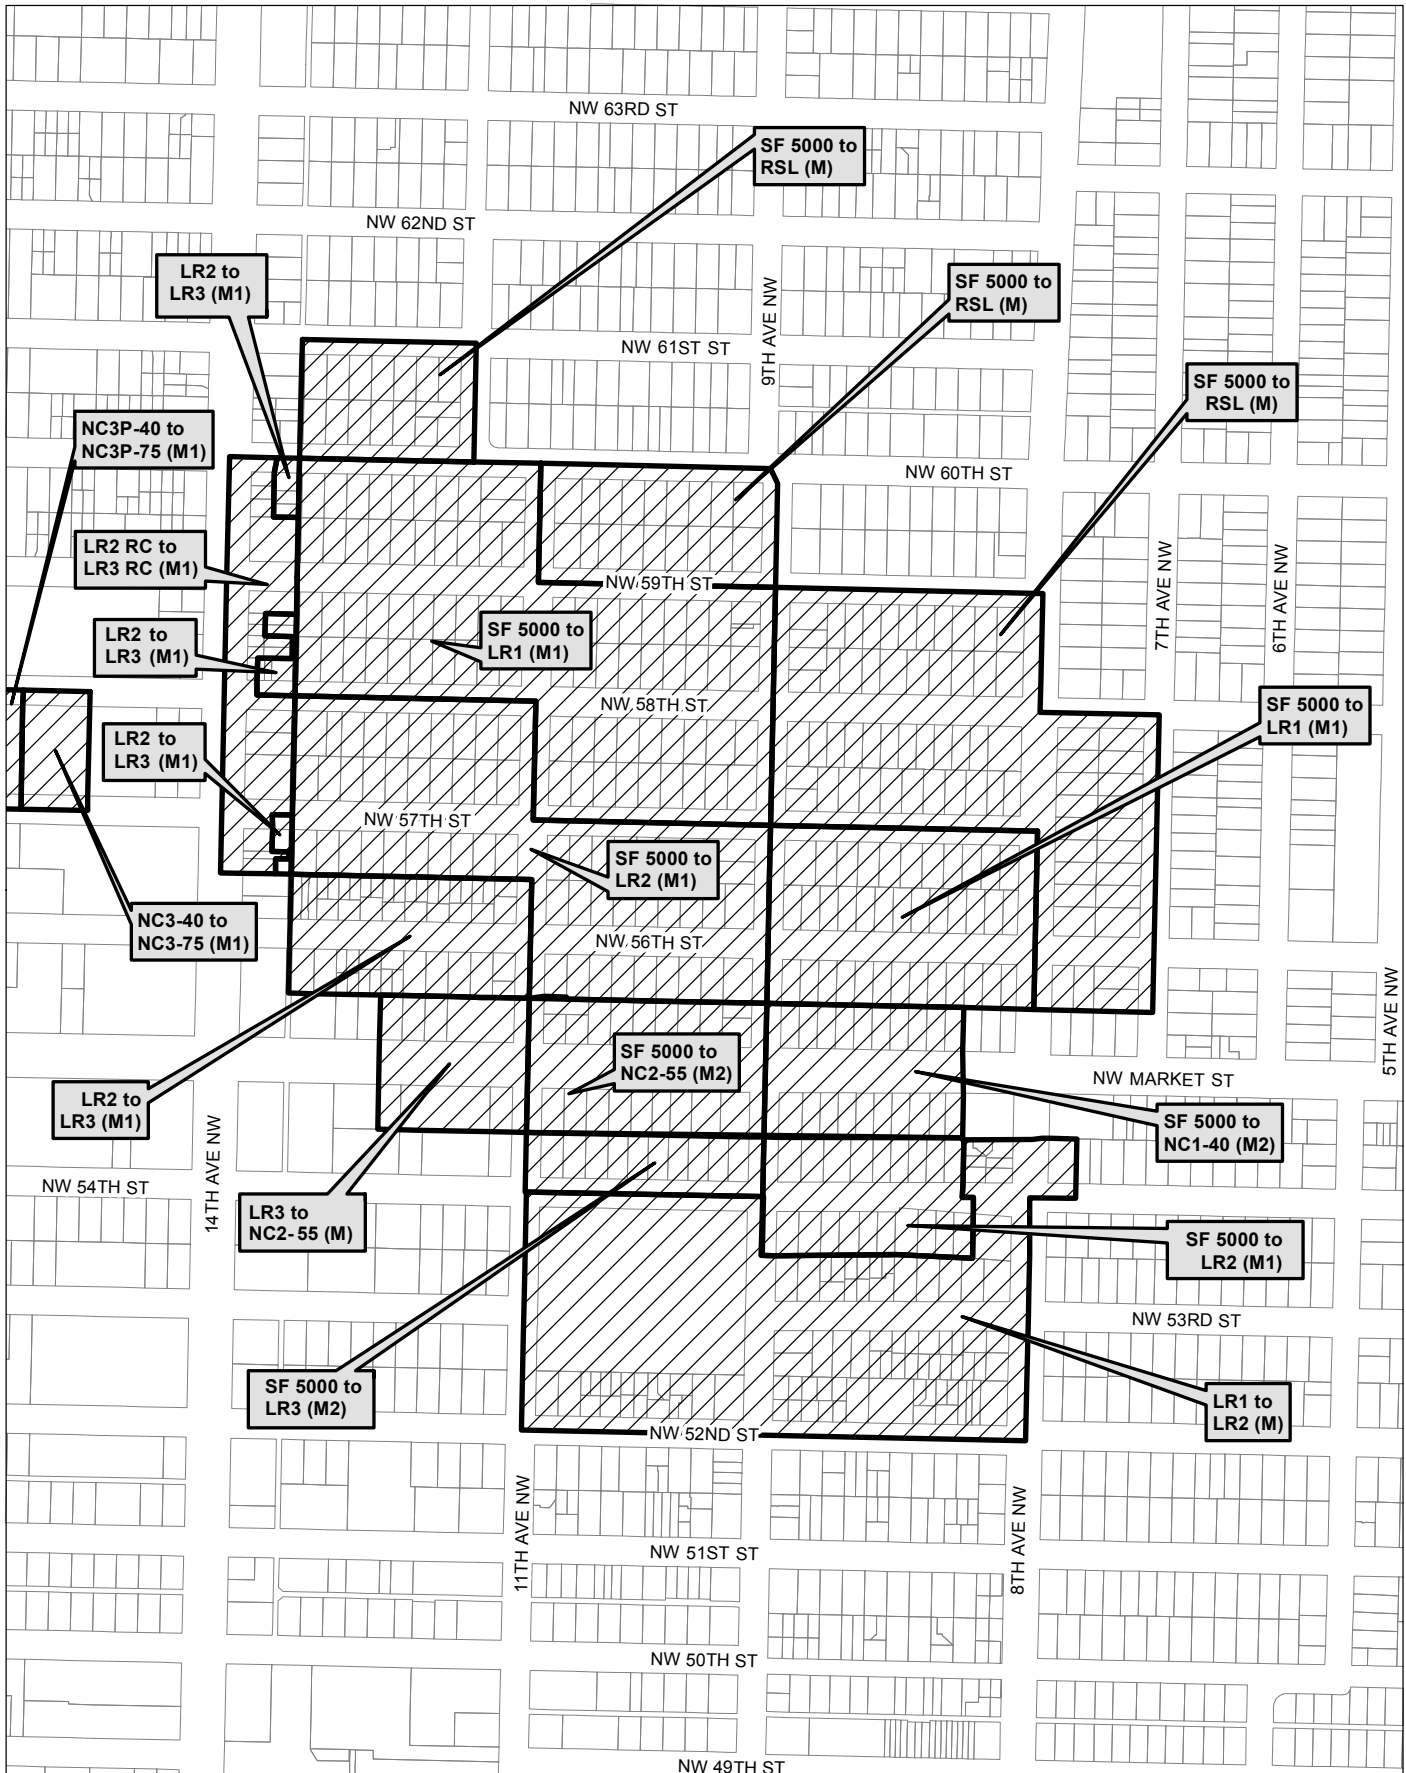 NW 63RD ST
SF 5000 to
RSL (M)
NW 62ND ST
LR2 to
LR3 (M1)
SF 5000 to
RSL (M)
9TH AVE NW
NW 61ST ST
SF 5000 to
RSL (M)
NC3P-40 to
NC3P-75 (M1)
NW 60TH ST
LR2 RC to
LR3 RC (M1)
NW 59TH ST
7TH AVE NW
6TH AVE NW
LR2 to
LR3 (M1)
SF 5000 to
LR1 (M1)
NW 58TH ST
SF 5000 to
LR1 (M1)
LR2 to
LR3 (M1)
NW 57TH ST
SF 5000 to
LR2 (M1)
NC3-40 to
NC3-75 (M1)
NW 56TH ST
5TH AVE NW
SF 5000 to
NC2-55 (M2)
NW MARKET ST
LR2 to
LR3 (M1)
SF 5000 to
NC1-40 (M2)
14TH AVE NW
NW 54TH ST
LR3 to
NC2-55 (M)
SF 5000 to
LR2 (M1)
NW 53RD ST
SF 5000 to
LR3 (M2)
LR1 to
LR2 (M)
NW 52ND ST
11TH AVE NW
8TH AVE NW
NW 51ST ST
NW 50TH ST
NW 49TH ST